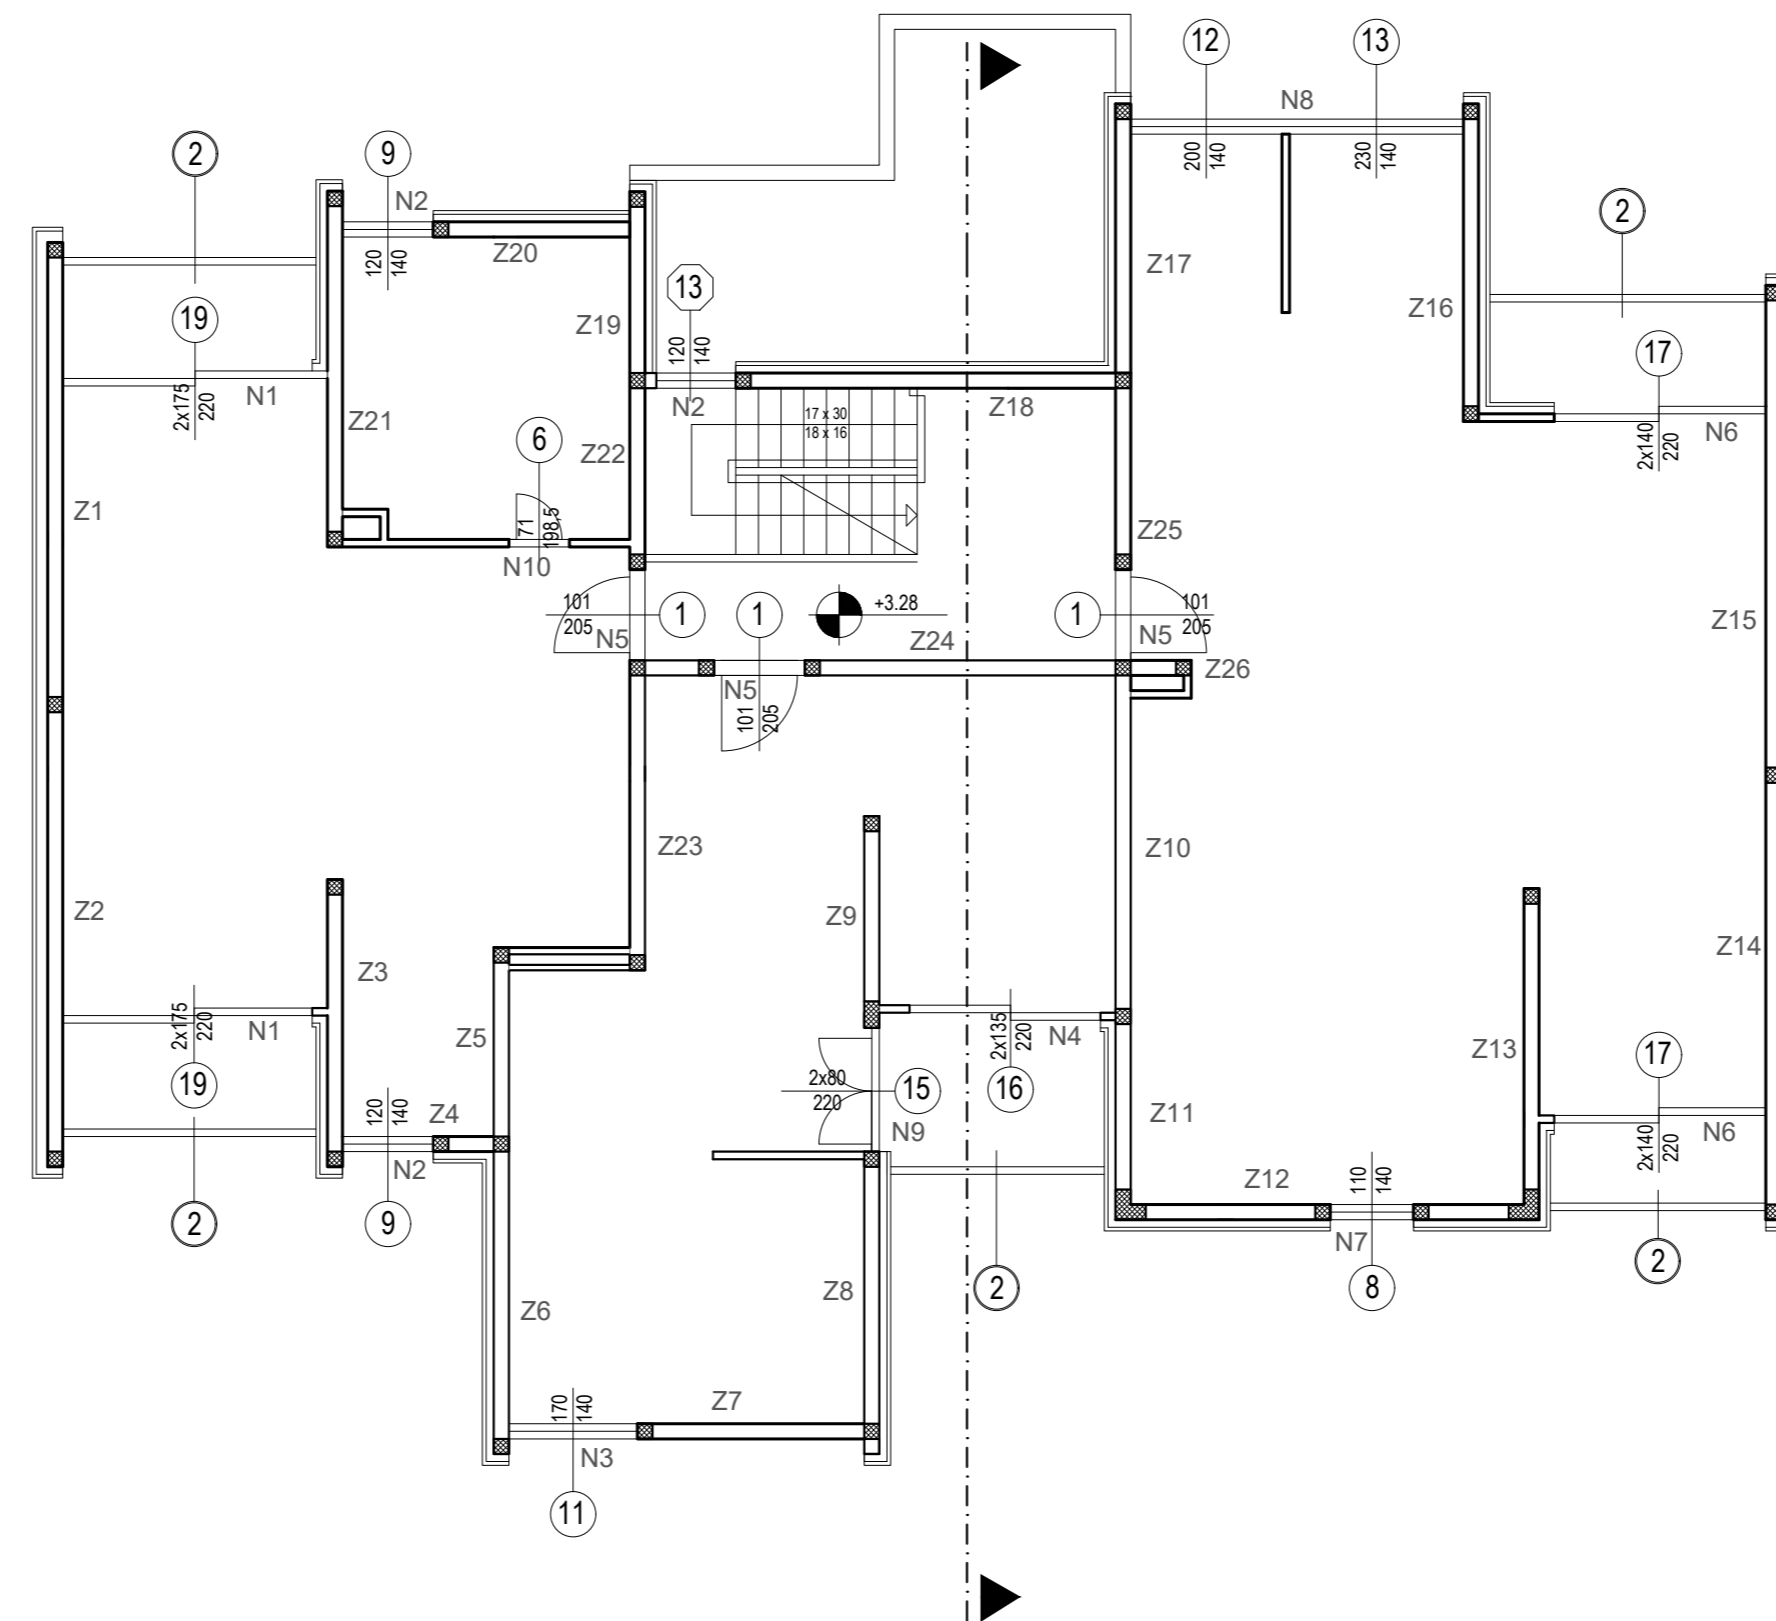 12
13
N8
200
140
230
140
2
9
N2
120
140
Z20
2
19
2x175
220
N1
Z21
Z19
13
120
140
N2
Z22
17 x 30
18 x 16
Z18
Z17
Z16
17
2x140
220
N6
Z1
6
71
198,5
N10
Z25
101
205
N5
1
1
+3.28
Z24
1
101
205
N5
Z26
Z15
N5
101
205
Z23
Z10
Z2
Z3
Z9
Z14
2x175
220
N1
19
Z5
2x135
220
N4
16
Z13
17
2x80
220
15
N9
120
140
Z4
N2
9
Z11
2x140
220
N6
2
Z12
110
140
N7
8
2
2
Z6
Z8
Z7
170
140
N3
11